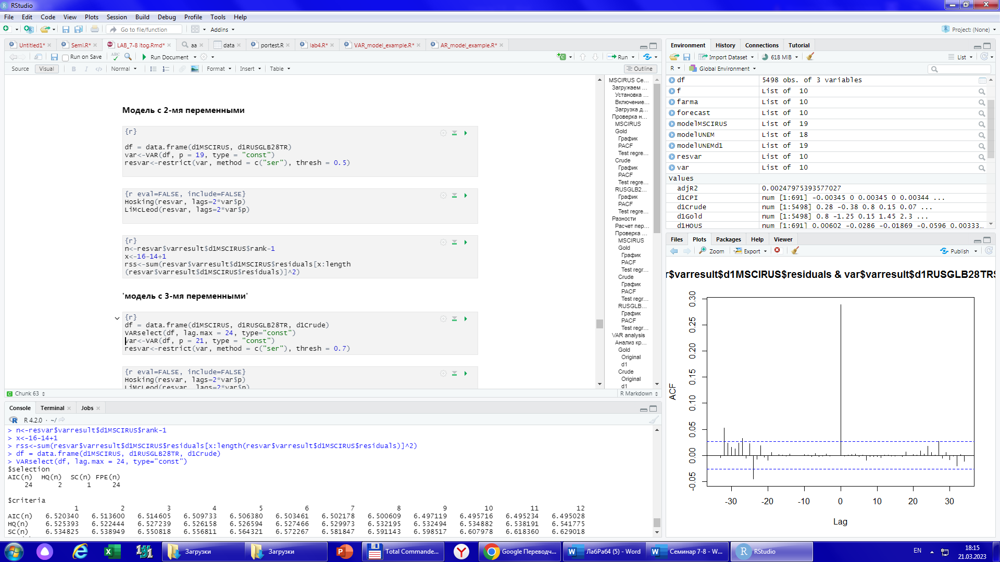 RStudio
File Edit Code View Plots Session Build Debug Profile Tools Help
Go to file/function Addins Project: (None)
Untitled1* Semi.R* LAB_7-8 itog.Rmd* aa data portest.R lab4.R* VAR_model_example.R* AR_model_example.R*
Run on Save ABC Run Document Run
Source Visual B I </> Normal Format Insert Table Outline
Модель с 2-мя переменными
{r}
df = data.frame(d1MSCIRUS, d1RUSGLB28TR)
var<-VAR(df, p = 19, type = "const")
resvar<-restrict(var, method = c("ser"), thresh = 0.5)
{r eval=FALSE, include=FALSE}
Hosking(resvar, lags=2*var$p)
LiMcLeod(resvar, lags=2*var$p)
{r}
n<-resvar$varresult$d1MSCIRUS$rank-1
x<-16-14+1
rss<-sum(resvar$varresult$d1MSCIRUS$residuals[x:length
(resvar$varresult$d1MSCIRUS$residuals)]^2)
'модель с 3-мя переменными'
{r}
df = data.frame(d1MSCIRUS, d1RUSGLB28TR, d1Crude)
VARselect(df, lag.max = 24, type="const")
var<-VAR(df, p = 21, type = "const")
resvar<-restrict(var, method = c("ser"), thresh = 0.7)
{r eval=FALSE, include=FALSE}
Hosking(resvar, lags=2*var$p)
LiMcLeod(resvar, lags=2*var$p)
MSCIRUS Ce...
Загружаем ...
Установка ...
Включение...
Загрузка д...
Проверка н...
MSCIRUS
Gold
График
PACF
Test regre...
Crude
График
PACF
Test regre...
RUSGLB2...
График
PACF
Test regre...
Разности
Расчет пер...
Проверка ...
MSCIRUS
Gold
График
PACF
Test regr...
Crude
График
PACF
Test regr...
RUSGLB...
График
PACF
Test regr...
VAR analysis
Анализ кр...
Gold
Original
d1
Crude
Original
d1
Chunk 63 R Markdown
Console Terminal Jobs
R 4.2.0 · ~/
> n<-resvar$varresult$d1MSCIRUS$rank-1
> x<-16-14+1
> rss<-sum(resvar$varresult$d1MSCIRUS$residuals[x:length(resvar$varresult$d1MSCIRUS$residuals)]^2)
> df = data.frame(d1MSCIRUS, d1RUSGLB28TR, d1Crude)
> VARselect(df, lag.max = 24, type="const")
$selection
AIC(n) HQ(n) SC(n) FPE(n)
24 2 1 24
$criteria
1 2 3 4 5 6 7 8 9 10 11 12
AIC(n) 6.520340 6.513600 6.514605 6.509733 6.506380 6.503461 6.502178 6.500609 6.497119 6.495716 6.495234 6.495028
HQ(n) 6.525393 6.522444 6.527239 6.526158 6.526594 6.527466 6.529973 6.532195 6.532494 6.534882 6.538191 6.541775
SC(n) 6.534825 6.538949 6.550818 6.556811 6.564321 6.572267 6.581847 6.591143 6.598517 6.607978 6.618360 6.629018
Environment History Connections Tutorial
Import Dataset 618 MiB List
R Global Environment
df 5498 obs. of 3 variables
f List of 10
farma List of 10
forecast List of 10
modelMSCIRUS List of 19
modelUNEM List of 18
modelUNEMd1 List of 19
resvar List of 10
var List of 10
Values
adjR2 0.00247975393577027
d1CPI num [1:691] -0.00345 0 0.00345 0 0.00344 ...
d1Crude num [1:5498] 0.28 -0.38 0.8 0.15 0.07 ...
d1Gold num [1:5498] 0.8 -1.25 0.15 1.45 2.3 ...
d1HOUS num [1:691] 0.00602 -0.0286 -0.01869 -0.0596 0.00333...
Files Plots Packages Help Viewer
Zoom Export Publish
r$varresult$d1MSCIRUS$residuals & var$varresult$d1RUSGLB28TR$
ACF
0.30
0.25
0.20
0.15
0.10
0.05
0.00
-0.05
-30 -20 -10 0 10 20 30
Lag
Загрузки Загрузки Total Commande... Google Переводч... ЛабРаб4 (5) - Word Семинар 7-8 - W... RStudio
EN 18:15
21.03.2023